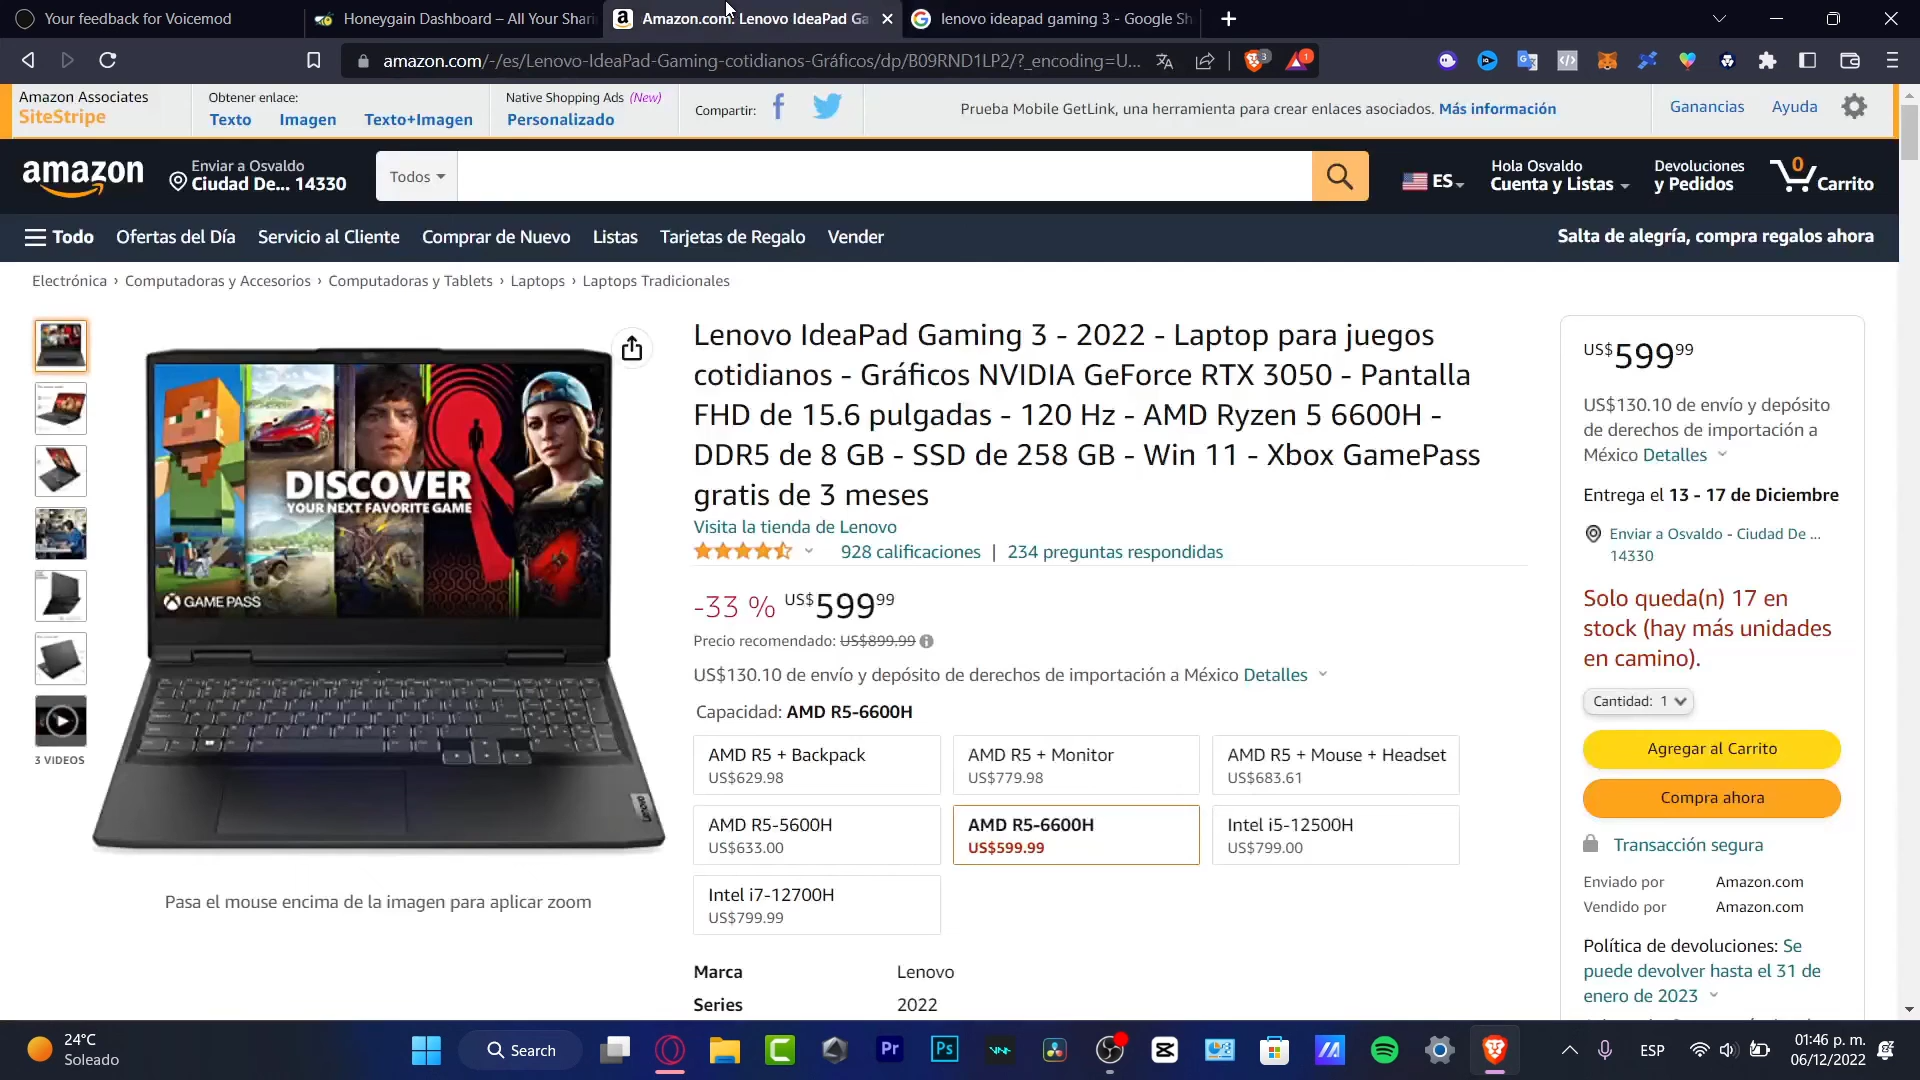 Your feedback for Voicemod
Honeygain Dashboard – All Your Shari
Amazon.com: Lenovo IdeaPad Ga
lenovo ideapad gaming 3 - Google Sh
amazon.com/-/es/Lenovo-IdeaPad-Gaming-cotidianos-Gráficos/dp/B09RND1LP2/?_encoding=U...
3
1
Amazon Associates
SiteStripe
Obtener enlace:
Texto Imagen Texto+Imagen
Native Shopping Ads (New)
Personalizado
Compartir:
Prueba Mobile GetLink, una herramienta para crear enlaces asociados. Más información
Ganancias Ayuda
amazon
Enviar a Osvaldo
Ciudad De... 14330
Todos
ES
Hola Osvaldo
Cuenta y Listas
Devoluciones
y Pedidos
0
Carrito
Todo Ofertas del Día Servicio al Cliente Comprar de Nuevo Listas Tarjetas de Regalo Vender
Salta de alegría, compra regalos ahora
Electrónica › Computadoras y Accesorios › Computadoras y Tablets › Laptops › Laptops Tradicionales
DISCOVER
YOUR NEXT FAVORITE GAME
GAME PASS
Lenovo
3 VIDEOS
Pasa el mouse encima de la imagen para aplicar zoom
Lenovo IdeaPad Gaming 3 - 2022 - Laptop para juegos
cotidianos - Gráficos NVIDIA GeForce RTX 3050 - Pantalla
FHD de 15.6 pulgadas - 120 Hz - AMD Ryzen 5 6600H -
DDR5 de 8 GB - SSD de 258 GB - Win 11 - Xbox GamePass
gratis de 3 meses
Visita la tienda de Lenovo
928 calificaciones | 234 preguntas respondidas
-33 % US$599 99
Precio recomendado: US$899.99
US$130.10 de envío y depósito de derechos de importación a México Detalles
Capacidad: AMD R5-6600H
AMD R5 + Backpack
US$629.98
AMD R5 + Monitor
US$779.98
AMD R5 + Mouse + Headset
US$683.61
AMD R5-5600H
US$633.00
AMD R5-6600H
US$599.99
Intel i5-12500H
US$799.00
Intel i7-12700H
US$799.99
Marca Lenovo
Series 2022
US$599 99
US$130.10 de envío y depósito
de derechos de importación a
México Detalles
Entrega el 13 - 17 de Diciembre
Enviar a Osvaldo - Ciudad De ...
14330
Solo queda(n) 17 en
stock (hay más unidades
en camino).
Cantidad: 1
Agregar al Carrito
Compra ahora
Transacción segura
Enviado por Amazon.com
Vendido por Amazon.com
Política de devoluciones: Se
puede devolver hasta el 31 de
enero de 2023
24°C
Soleado
Search
Pr
Ps
ESP
01:46 p. m.
06/12/2022